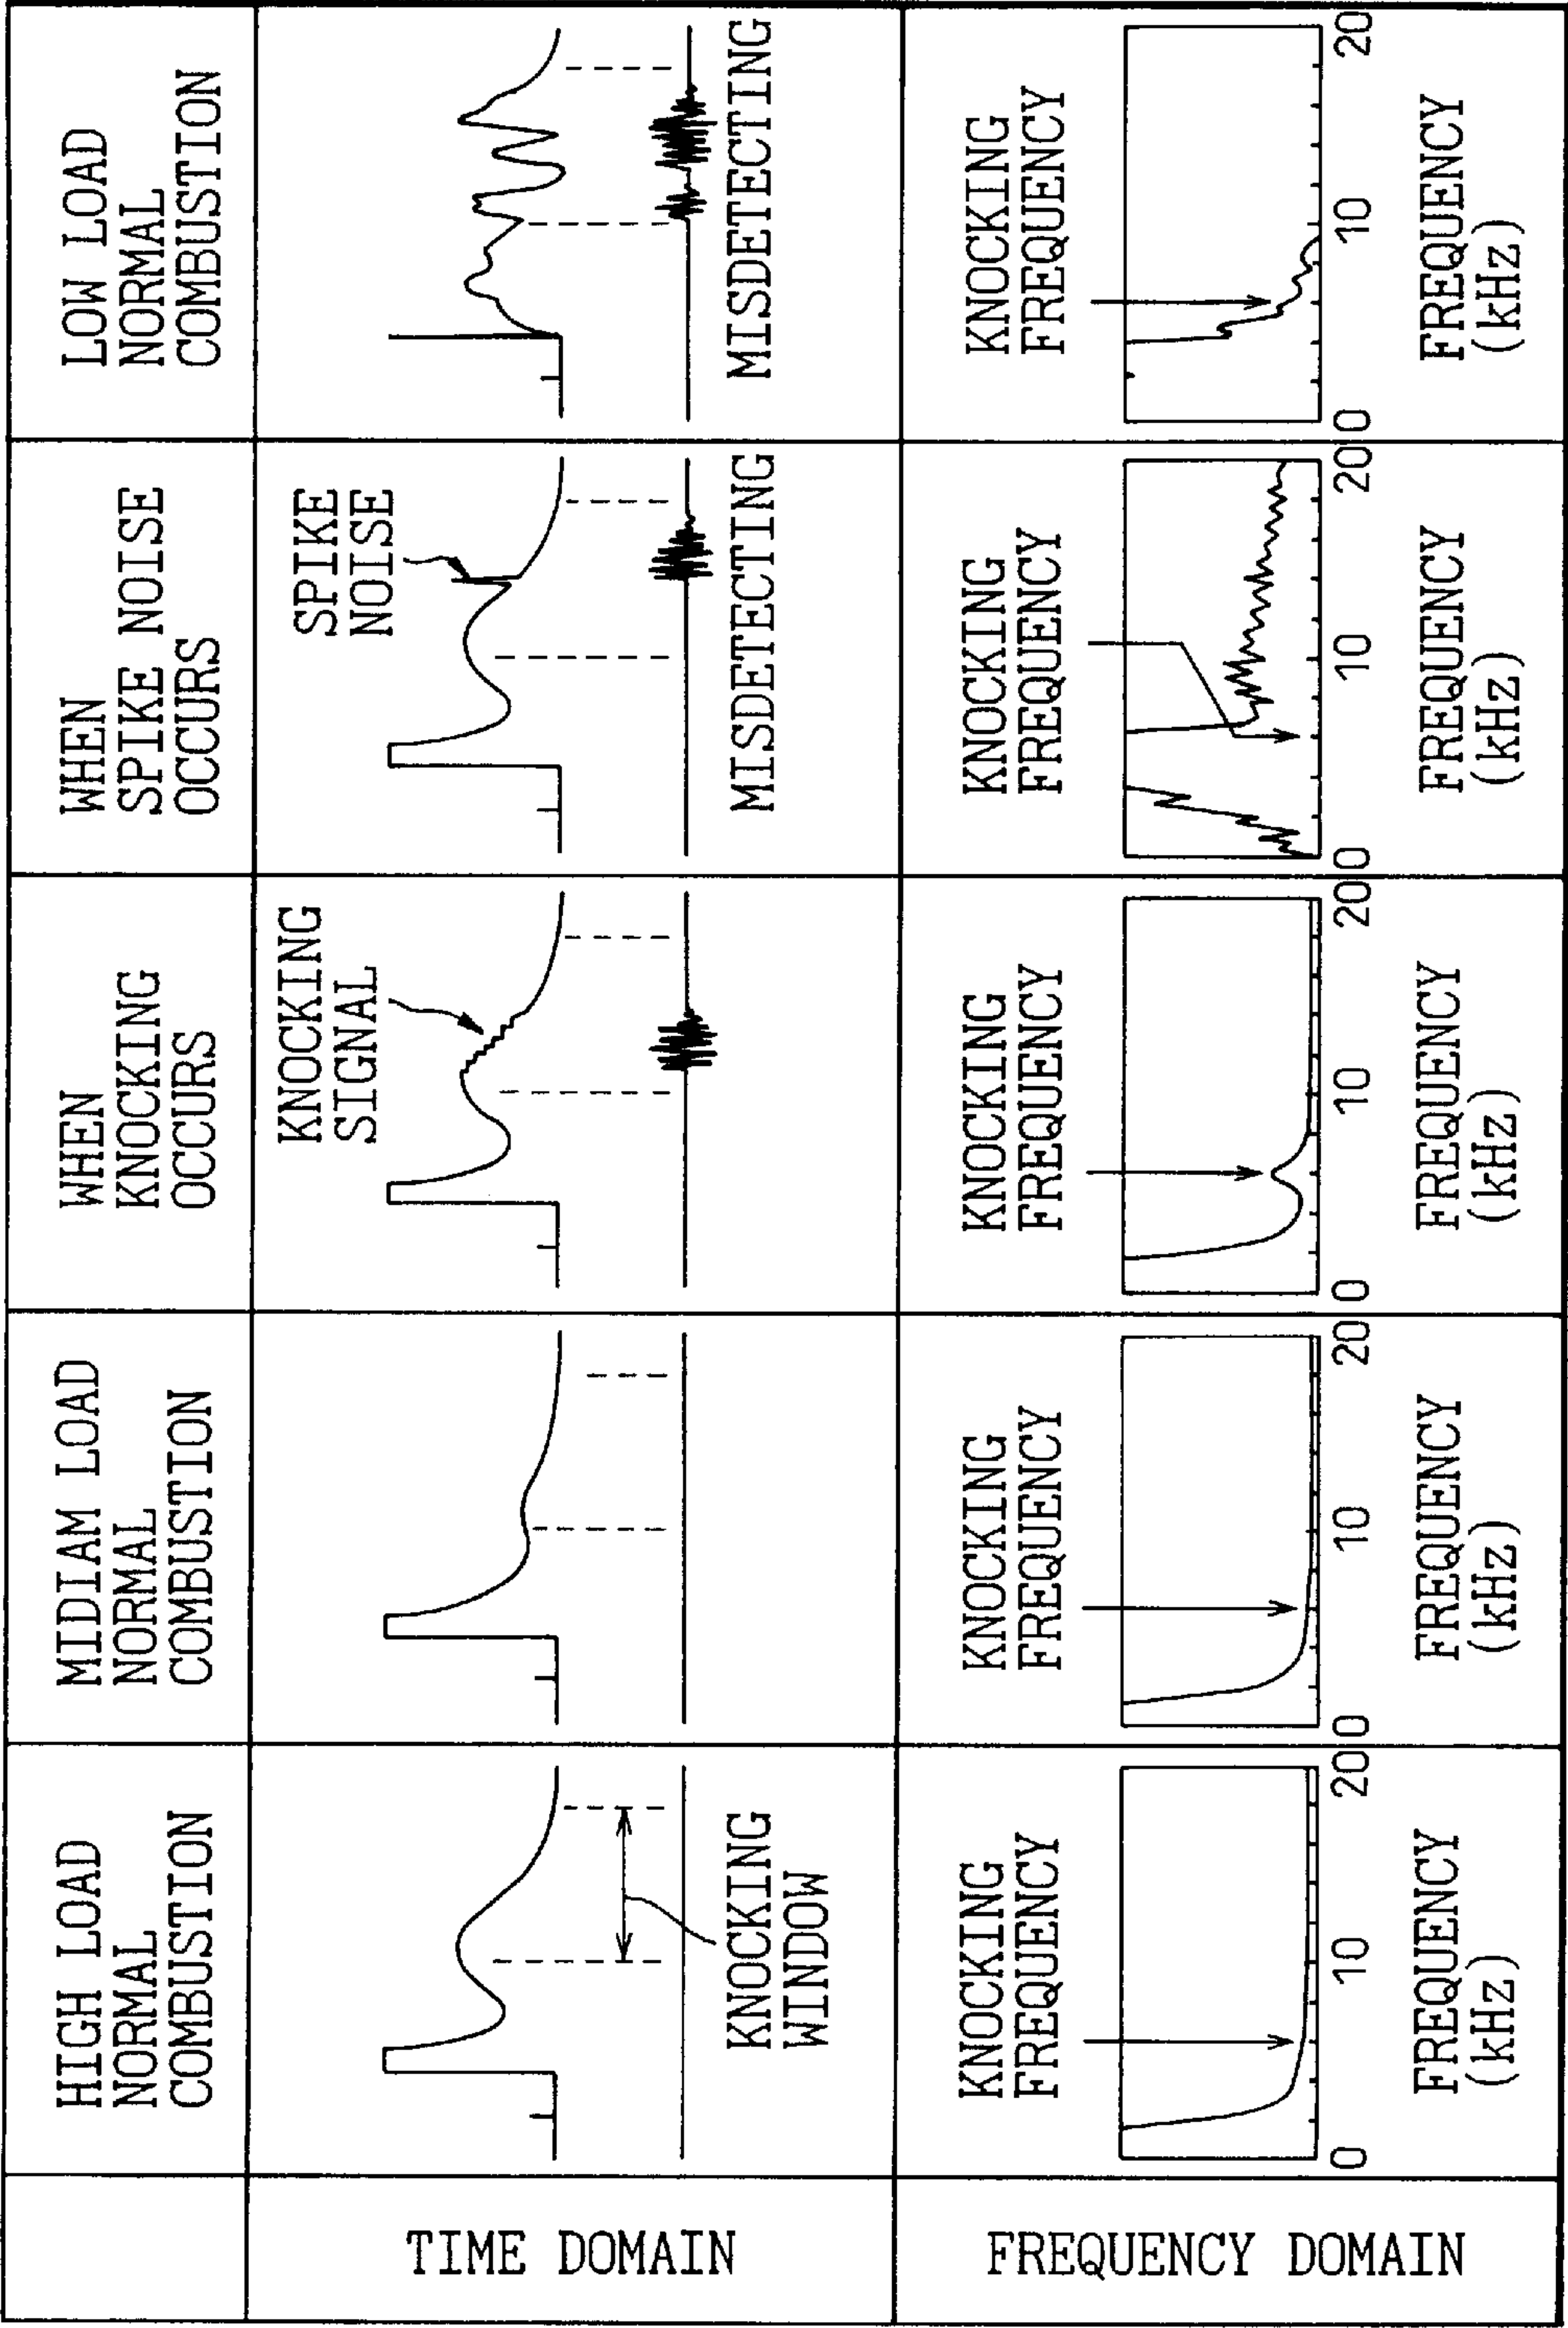 HIGH LOAD
NORMAL
COMBUSTION
MIDIAM LOAD
NORMAL
COMBUSTION
WHEN
KNOCKING
OCCURS
WHEN
SPIKE NOISE
OCCURS
LOW LOAD
NORMAL
COMBUSTION
TIME DOMAIN
KNOCKING
WINDOW
KNOCKING
SIGNAL
SPIKE
NOISE
MISDETECTING
MISDETECTING
FREQUENCY DOMAIN
KNOCKING
FREQUENCY
0 10 20
FREQUENCY
(kHz)
KNOCKING
FREQUENCY
0 10 20
FREQUENCY
(kHz)
KNOCKING
FREQUENCY
0 10 20
FREQUENCY
(kHz)
KNOCKING
FREQUENCY
0 10 20
FREQUENCY
(kHz)
KNOCKING
FREQUENCY
0 10 20
FREQUENCY
(kHz)